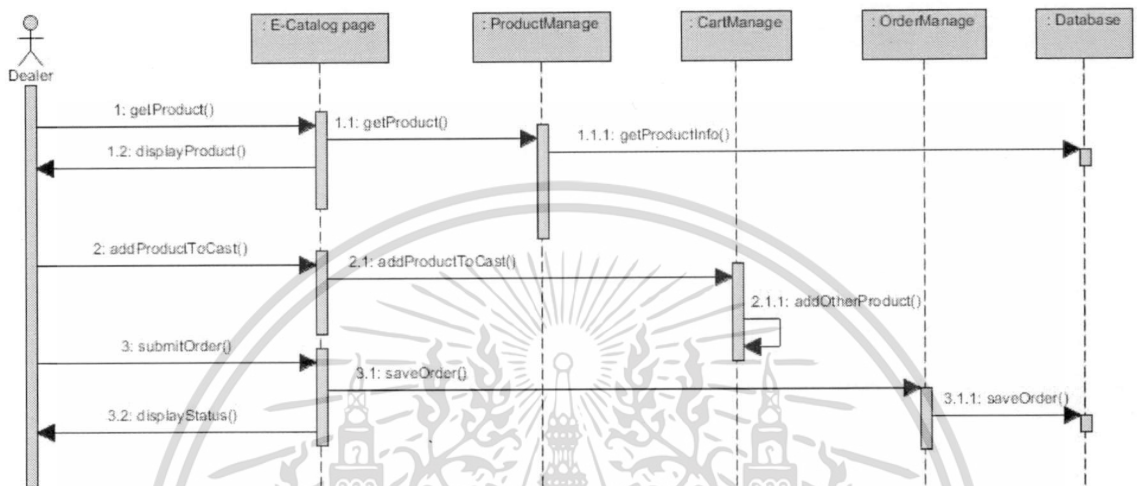 : E-Catalog page
: ProductManage
: CartManage
: OrderManage
: Database
Dealer
1: getProduct()
1.1: getProduct()
1.1.1: getProductInfo()
1.2: displayProduct()
2: addProductToCast()
2.1: addProductToCast()
2.1.1: addOtherProduct()
3: submitOrder()
3.1: saveOrder()
3.1.1: saveOrder()
3.2: displayStatus()